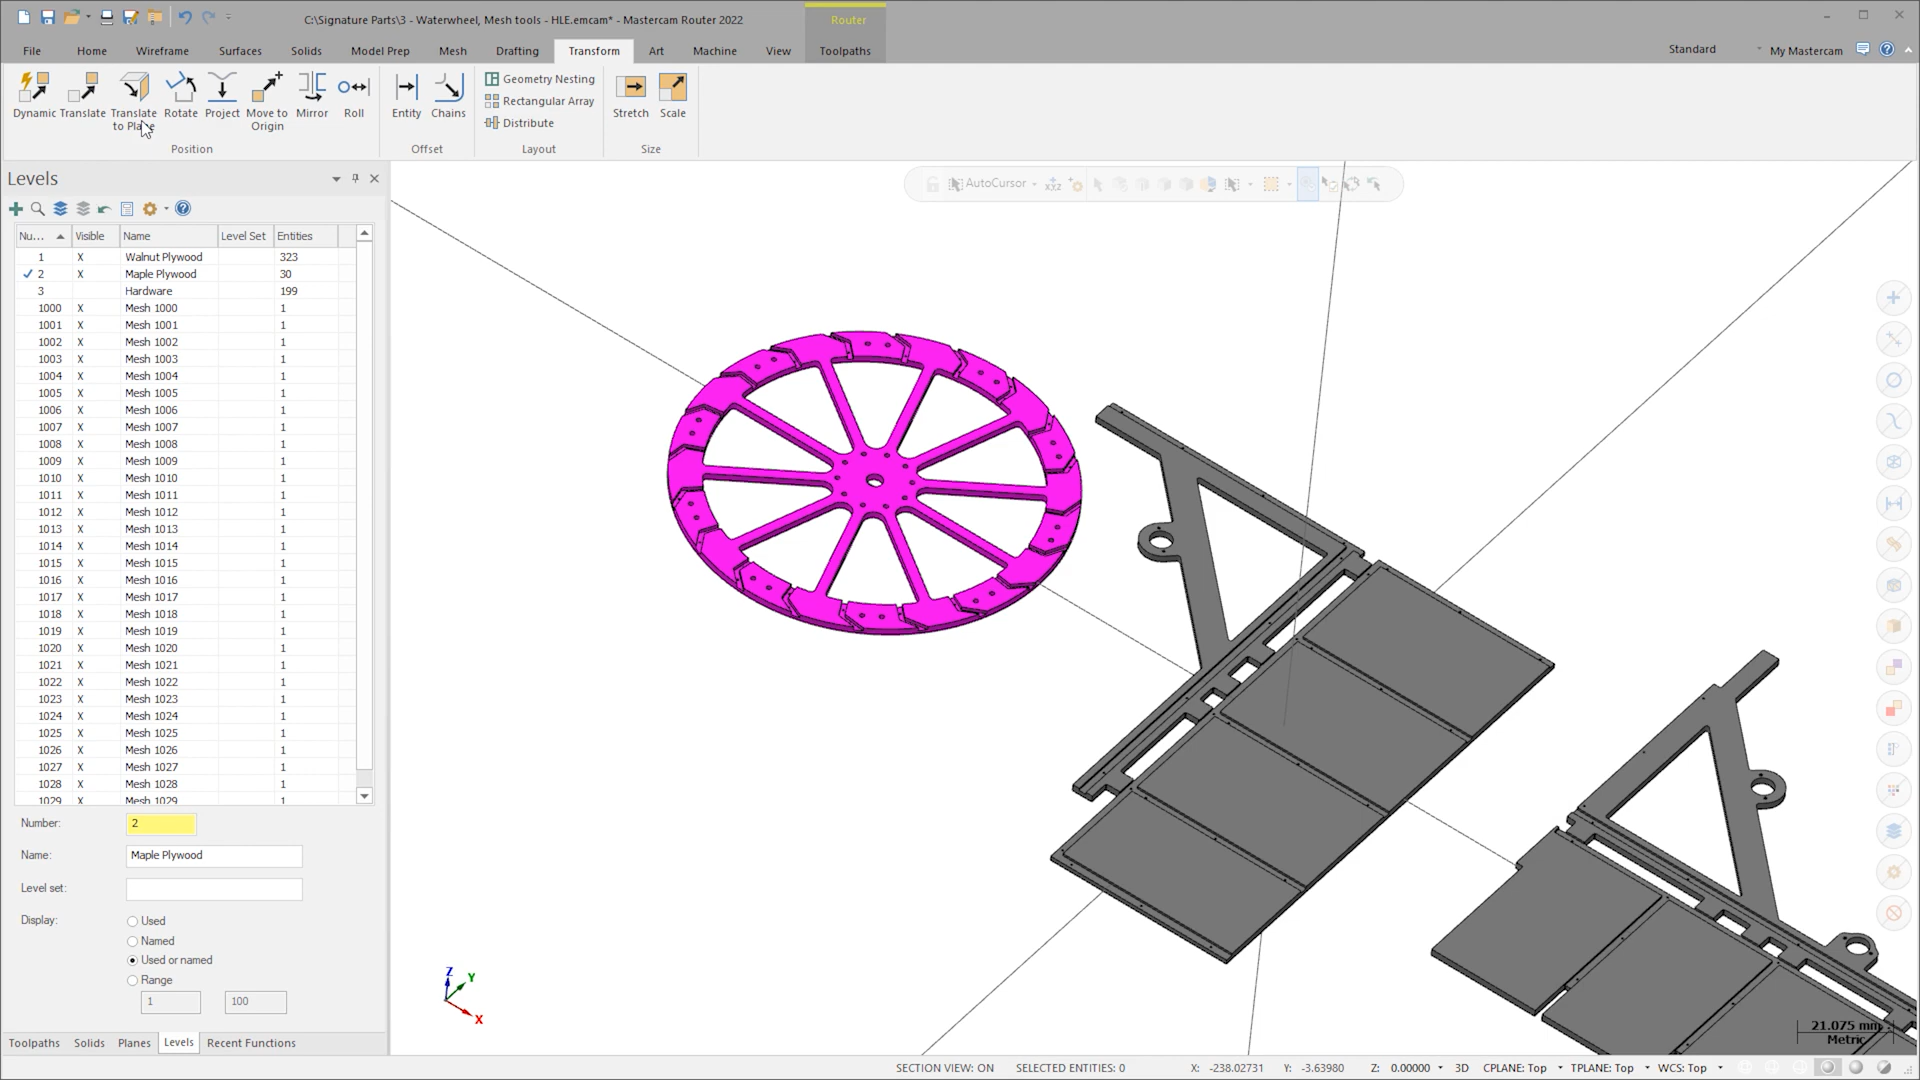 C:\Signature Parts\3 - Waterwheel, Mesh tools - HLE.emcam* - Mastercam Router 2022
Router
File Home Wireframe Surfaces Solids Model Prep Mesh Drafting Transform Art Machine View Toolpaths
Standard My Mastercam
Dynamic Translate Translate to Plane Rotate Project Move to Origin Mirror Roll
Entity Chains
Geometry Nesting
Rectangular Array
Distribute
Stretch Scale
Position Offset Layout Size
Levels
AutoCursor
Nu... Visible Name Level Set Entities
1 X Walnut Plywood 323
2 X Maple Plywood 30
3 Hardware 199
1000 X Mesh 1000 1
1001 X Mesh 1001 1
1002 X Mesh 1002 1
1003 X Mesh 1003 1
1004 X Mesh 1004 1
1005 X Mesh 1005 1
1006 X Mesh 1006 1
1007 X Mesh 1007 1
1008 X Mesh 1008 1
1009 X Mesh 1009 1
1010 X Mesh 1010 1
1011 X Mesh 1011 1
1012 X Mesh 1012 1
1013 X Mesh 1013 1
1014 X Mesh 1014 1
1015 X Mesh 1015 1
1016 X Mesh 1016 1
1017 X Mesh 1017 1
1018 X Mesh 1018 1
1019 X Mesh 1019 1
1020 X Mesh 1020 1
1021 X Mesh 1021 1
1022 X Mesh 1022 1
1023 X Mesh 1023 1
1024 X Mesh 1024 1
1025 X Mesh 1025 1
1026 X Mesh 1026 1
1027 X Mesh 1027 1
1028 X Mesh 1028 1
1029 X Mesh 1029 1
Number: 2
Name: Maple Plywood
Level set:
Display: Used
Named
Used or named
Range
1 100
Z Y X
21.075 mm
Metric
Toolpaths Solids Planes Levels Recent Functions
SECTION VIEW: ON SELECTED ENTITIES: 0 X: -238.02731 Y: -3.63980 Z: 0.00000 3D CPLANE: Top TPLANE: Top WCS: Top